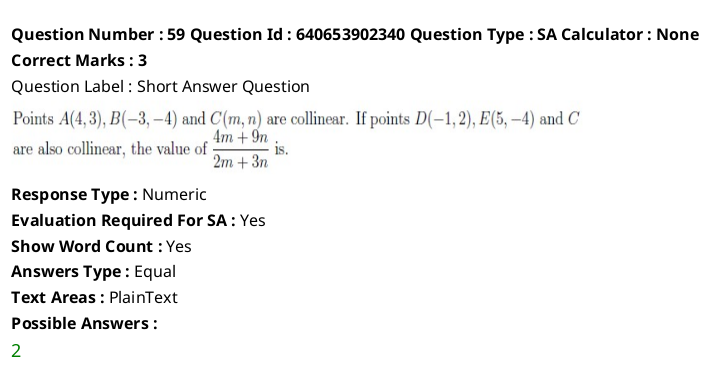 Question Number : 59 Question Id : 640653902340 Question Type : SA Calculator : None
Correct Marks : 3
Question Label : Short Answer Question
Points A(4, 3), B(−3, −4) and C(m, n) are collinear. If points D(−1, 2), E(5, −4) and C
are also collinear, the value of (4m + 9n)/(2m + 3n) is.
Response Type : Numeric
Evaluation Required For SA : Yes
Show Word Count : Yes
Answers Type : Equal
Text Areas : PlainText
Possible Answers :
2